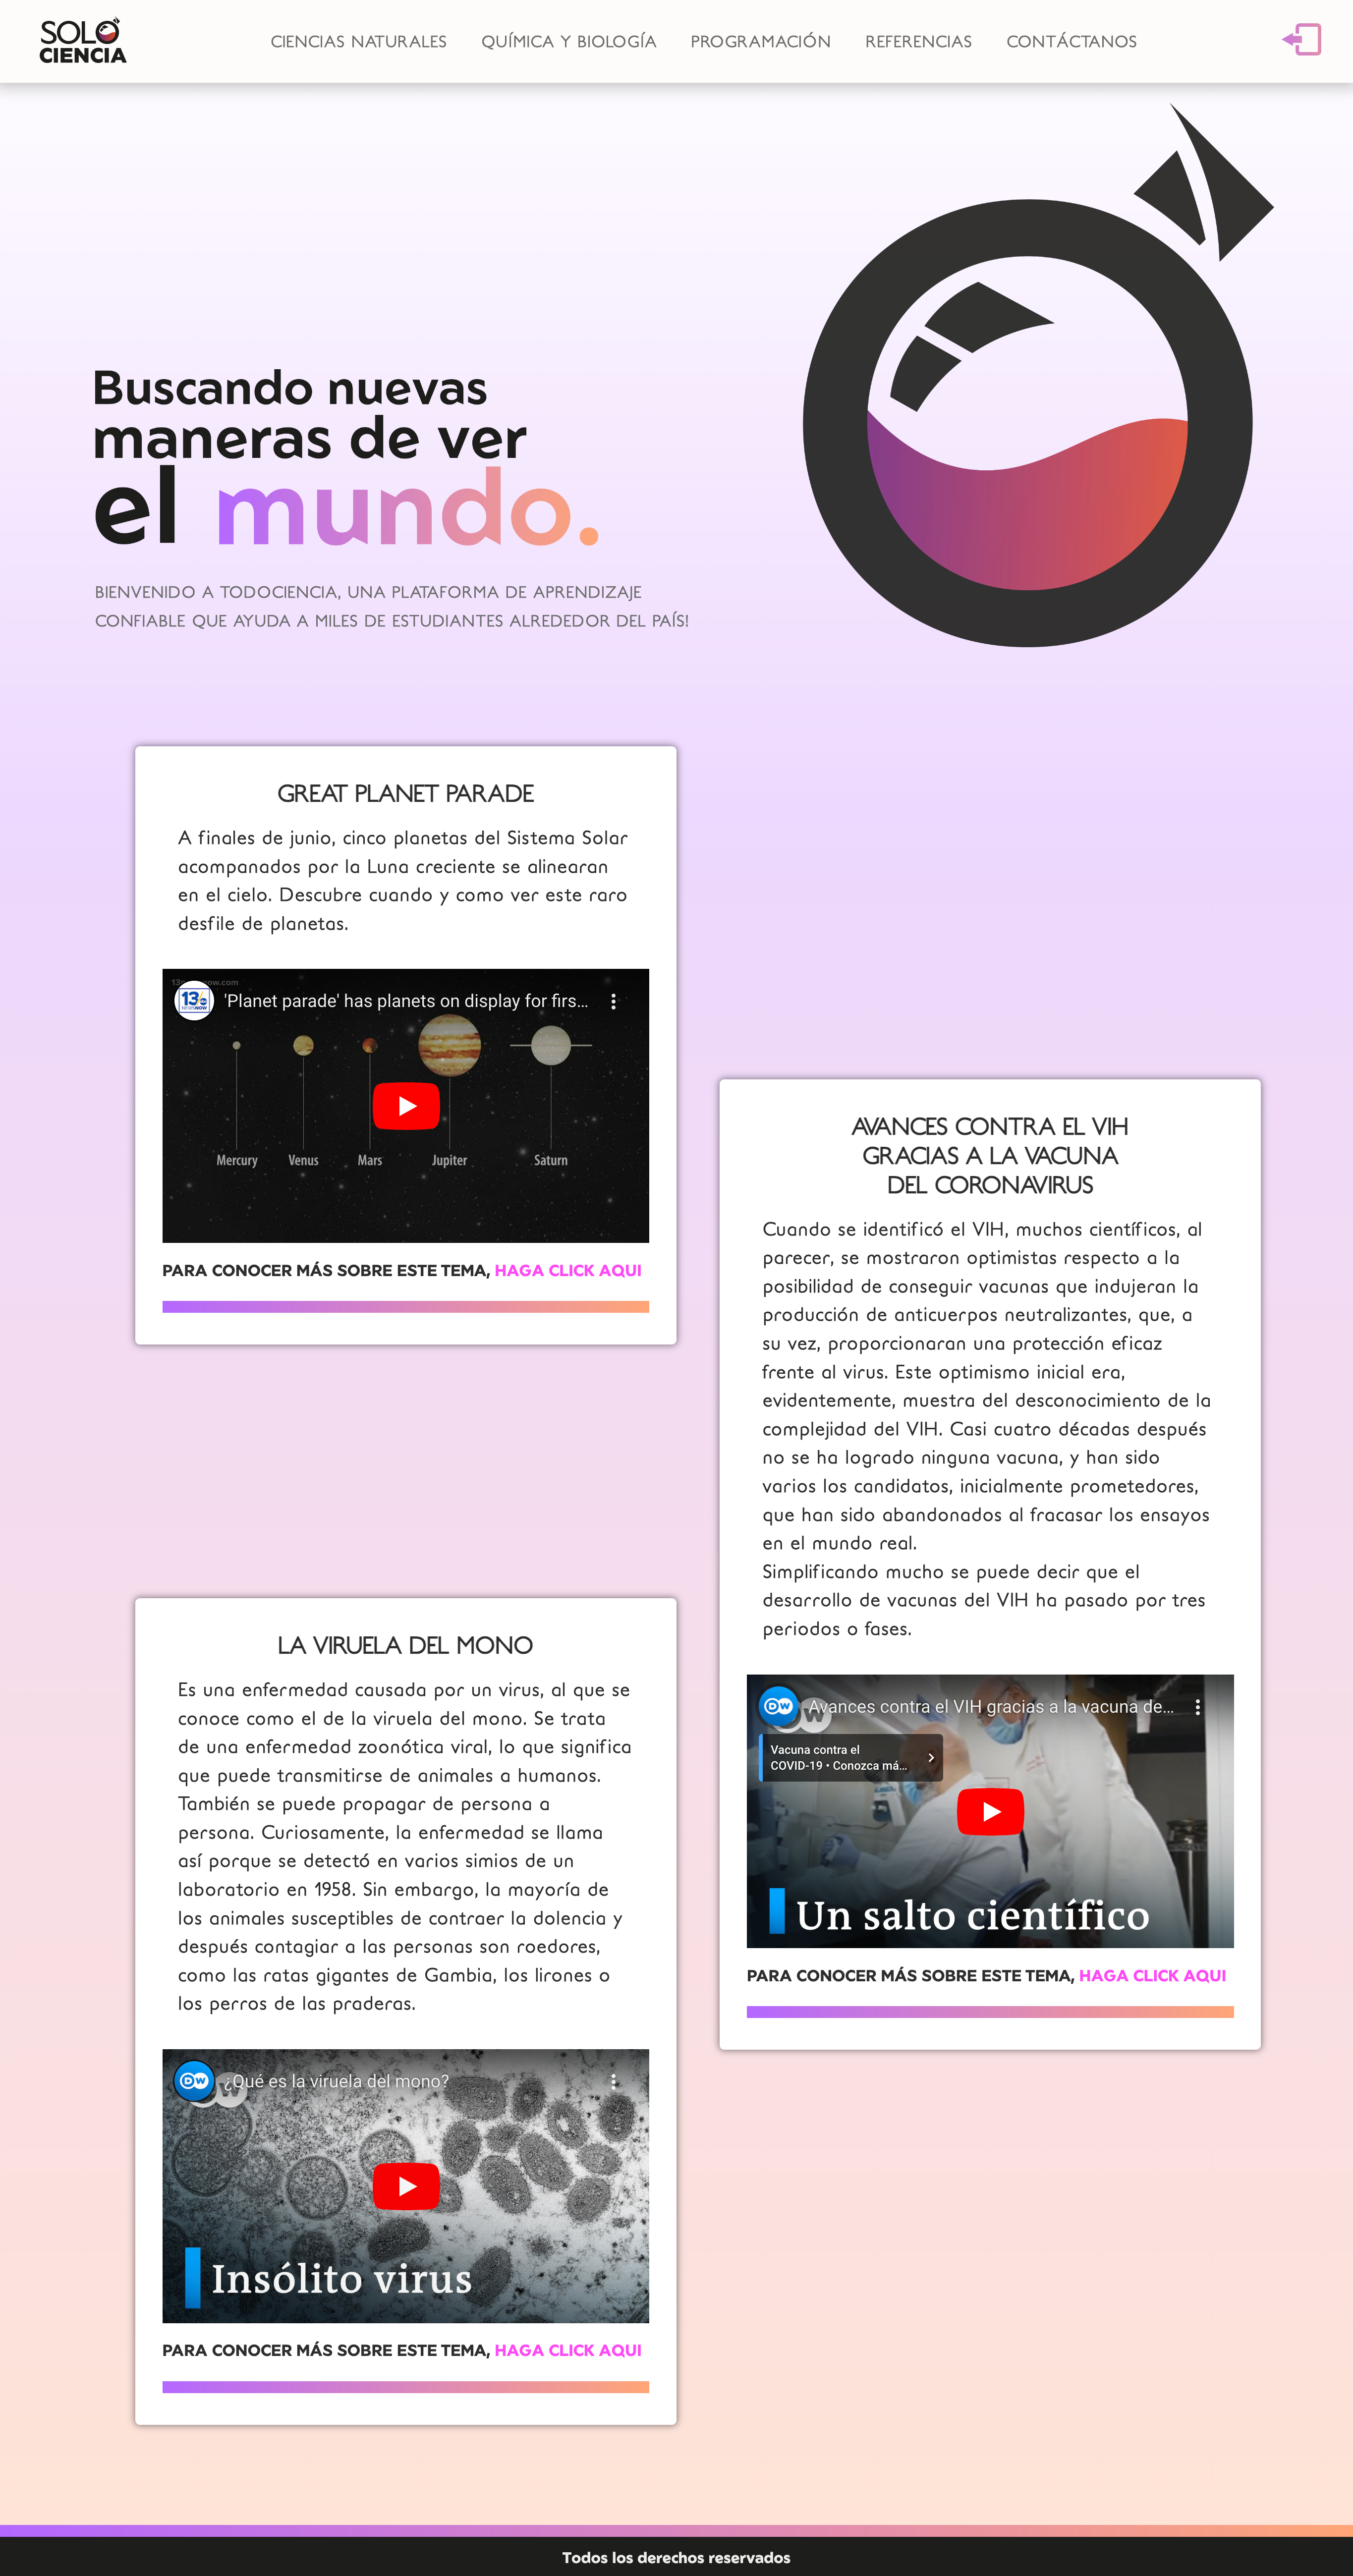 SOLO
CIENCIA
CIENCIAS NATURALES
QUÍMICA Y BIOLOGÍA
PROGRAMACIÓN
REFERENCIAS
CONTÁCTANOS
Buscando nuevas
maneras de ver
el mundo.
BIENVENIDO A TODOCIENCIA, UNA PLATAFORMA DE APRENDIZAJE
CONFIABLE QUE AYUDA A MILES DE ESTUDIANTES ALREDEDOR DEL PAÍS!
GREAT PLANET PARADE
A finales de junio, cinco planetas del Sistema Solar
acompanados por la Luna creciente se alinearan
en el cielo. Descubre cuando y como ver este raro
desfile de planetas.
13
NEWSNOW
'Planet parade' has planets on display for firs...
Mercury
Venus
Mars
Jupiter
Saturn
PARA CONOCER MÁS SOBRE ESTE TEMA, HAGA CLICK AQUI
AVANCES CONTRA EL VIH
GRACIAS A LA VACUNA
DEL CORONAVIRUS
Cuando se identificó el VIH, muchos científicos, al
parecer, se mostraron optimistas respecto a la
posibilidad de conseguir vacunas que indujeran la
producción de anticuerpos neutralizantes, que, a
su vez, proporcionaran una protección eficaz
frente al virus. Este optimismo inicial era,
evidentemente, muestra del desconocimiento de la
complejidad del VIH. Casi cuatro décadas después
no se ha logrado ninguna vacuna, y han sido
varios los candidatos, inicialmente prometedores,
que han sido abandonados al fracasar los ensayos
en el mundo real.
Simplificando mucho se puede decir que el
desarrollo de vacunas del VIH ha pasado por tres
periodos o fases.
DW
Avances contra el VIH gracias a la vacuna de...
Vacuna contra el
COVID-19 • Conozca má...
Un salto científico
PARA CONOCER MÁS SOBRE ESTE TEMA, HAGA CLICK AQUI
LA VIRUELA DEL MONO
Es una enfermedad causada por un virus, al que se
conoce como el de la viruela del mono. Se trata
de una enfermedad zoonótica viral, lo que significa
que puede transmitirse de animales a humanos.
También se puede propagar de persona a
persona. Curiosamente, la enfermedad se llama
así porque se detectó en varios simios de un
laboratorio en 1958. Sin embargo, la mayoría de
los animales susceptibles de contraer la dolencia y
después contagiar a las personas son roedores,
como las ratas gigantes de Gambia, los lirones o
los perros de las praderas.
DW
¿Qué es la viruela del mono?
Insólito virus
PARA CONOCER MÁS SOBRE ESTE TEMA, HAGA CLICK AQUI
Todos los derechos reservados